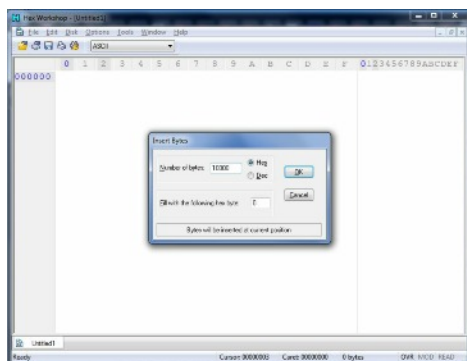 Hex Workshop - [Untitled1]
File Edit Disk Options Tools Window Help
ASCII
0 1 2 3 4 5 6 7 8 9 A B C D E F 0123456789ABCDEF
000000
Insert Bytes
Number of bytes: 10000
Hex
Dec
OK
Fill with the following hex byte: 0
Cancel
Bytes will be inserted at current position
Untitled1
Ready Cursor: 00000003 Caret: 00000000 0 bytes OVR MOD READ